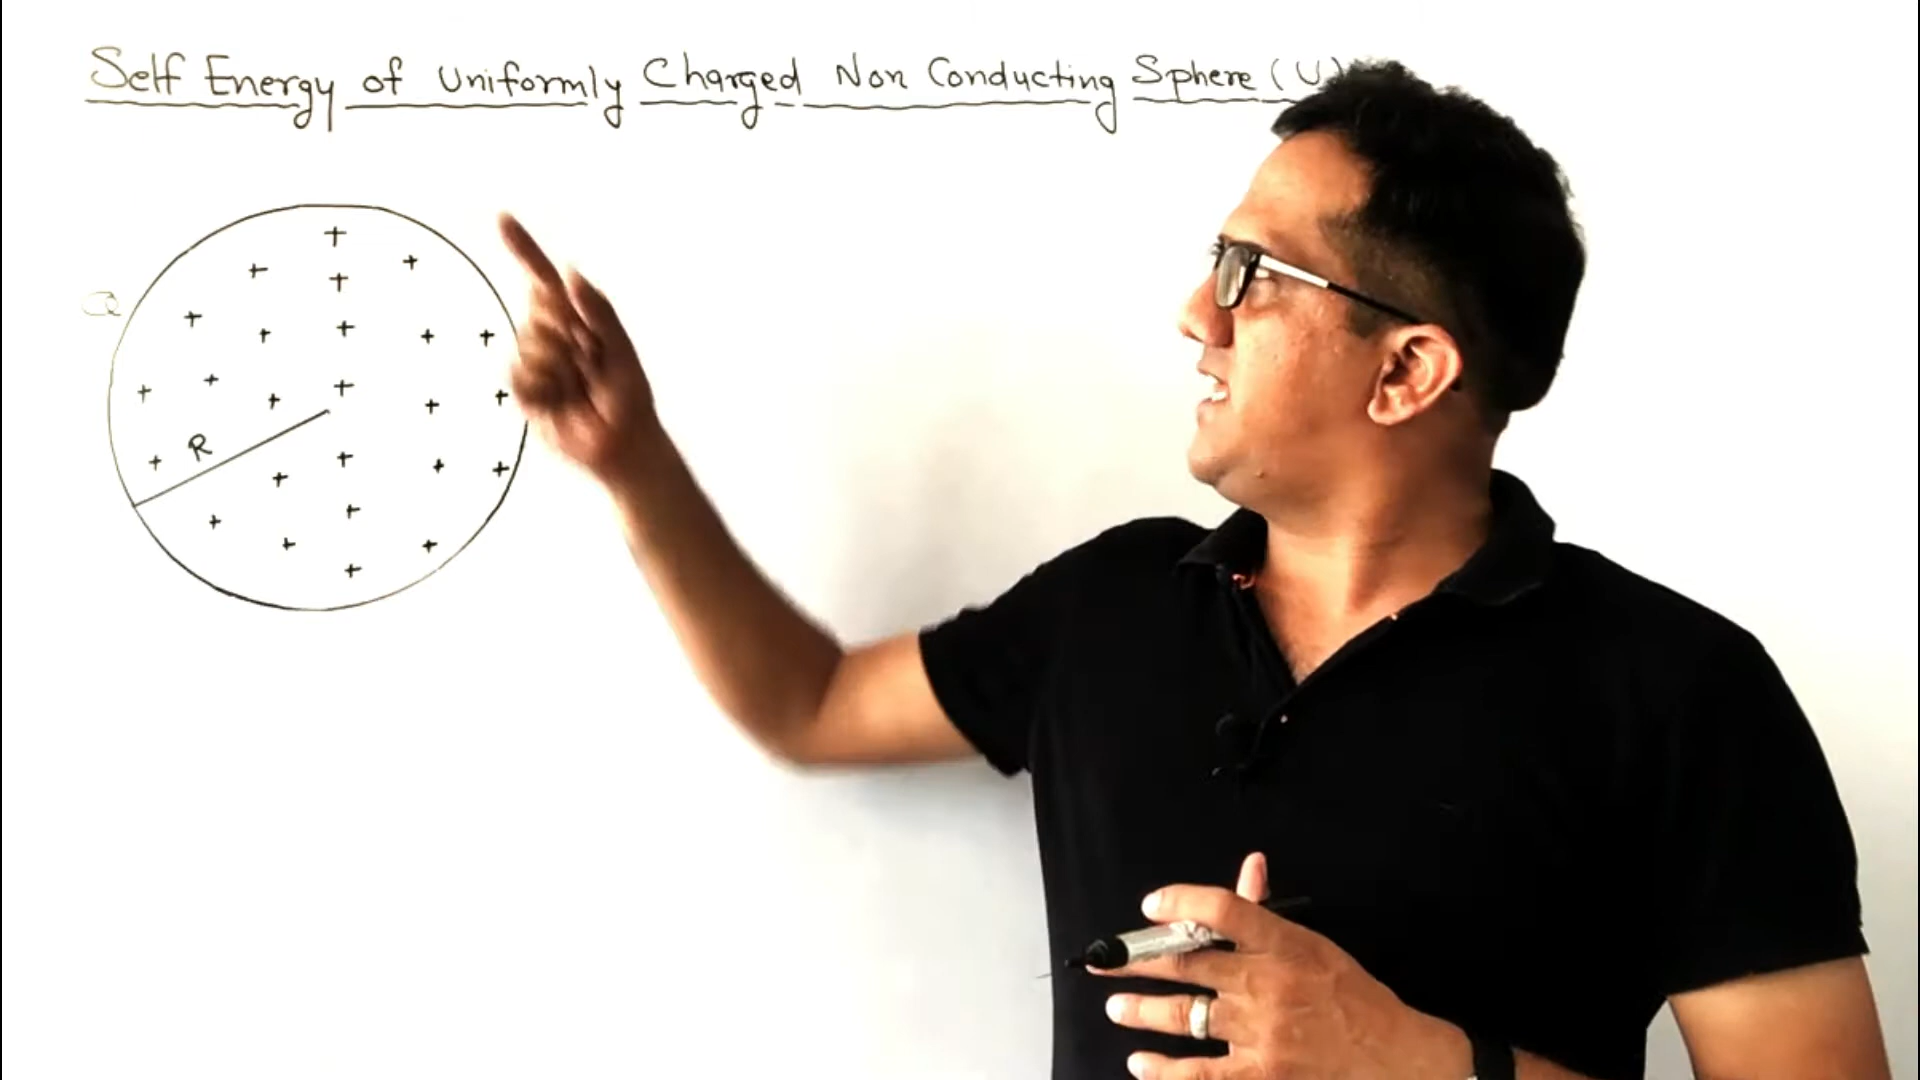 Self Energy of Uniformly Charged Non Conducting Sphere (U)
Q
R